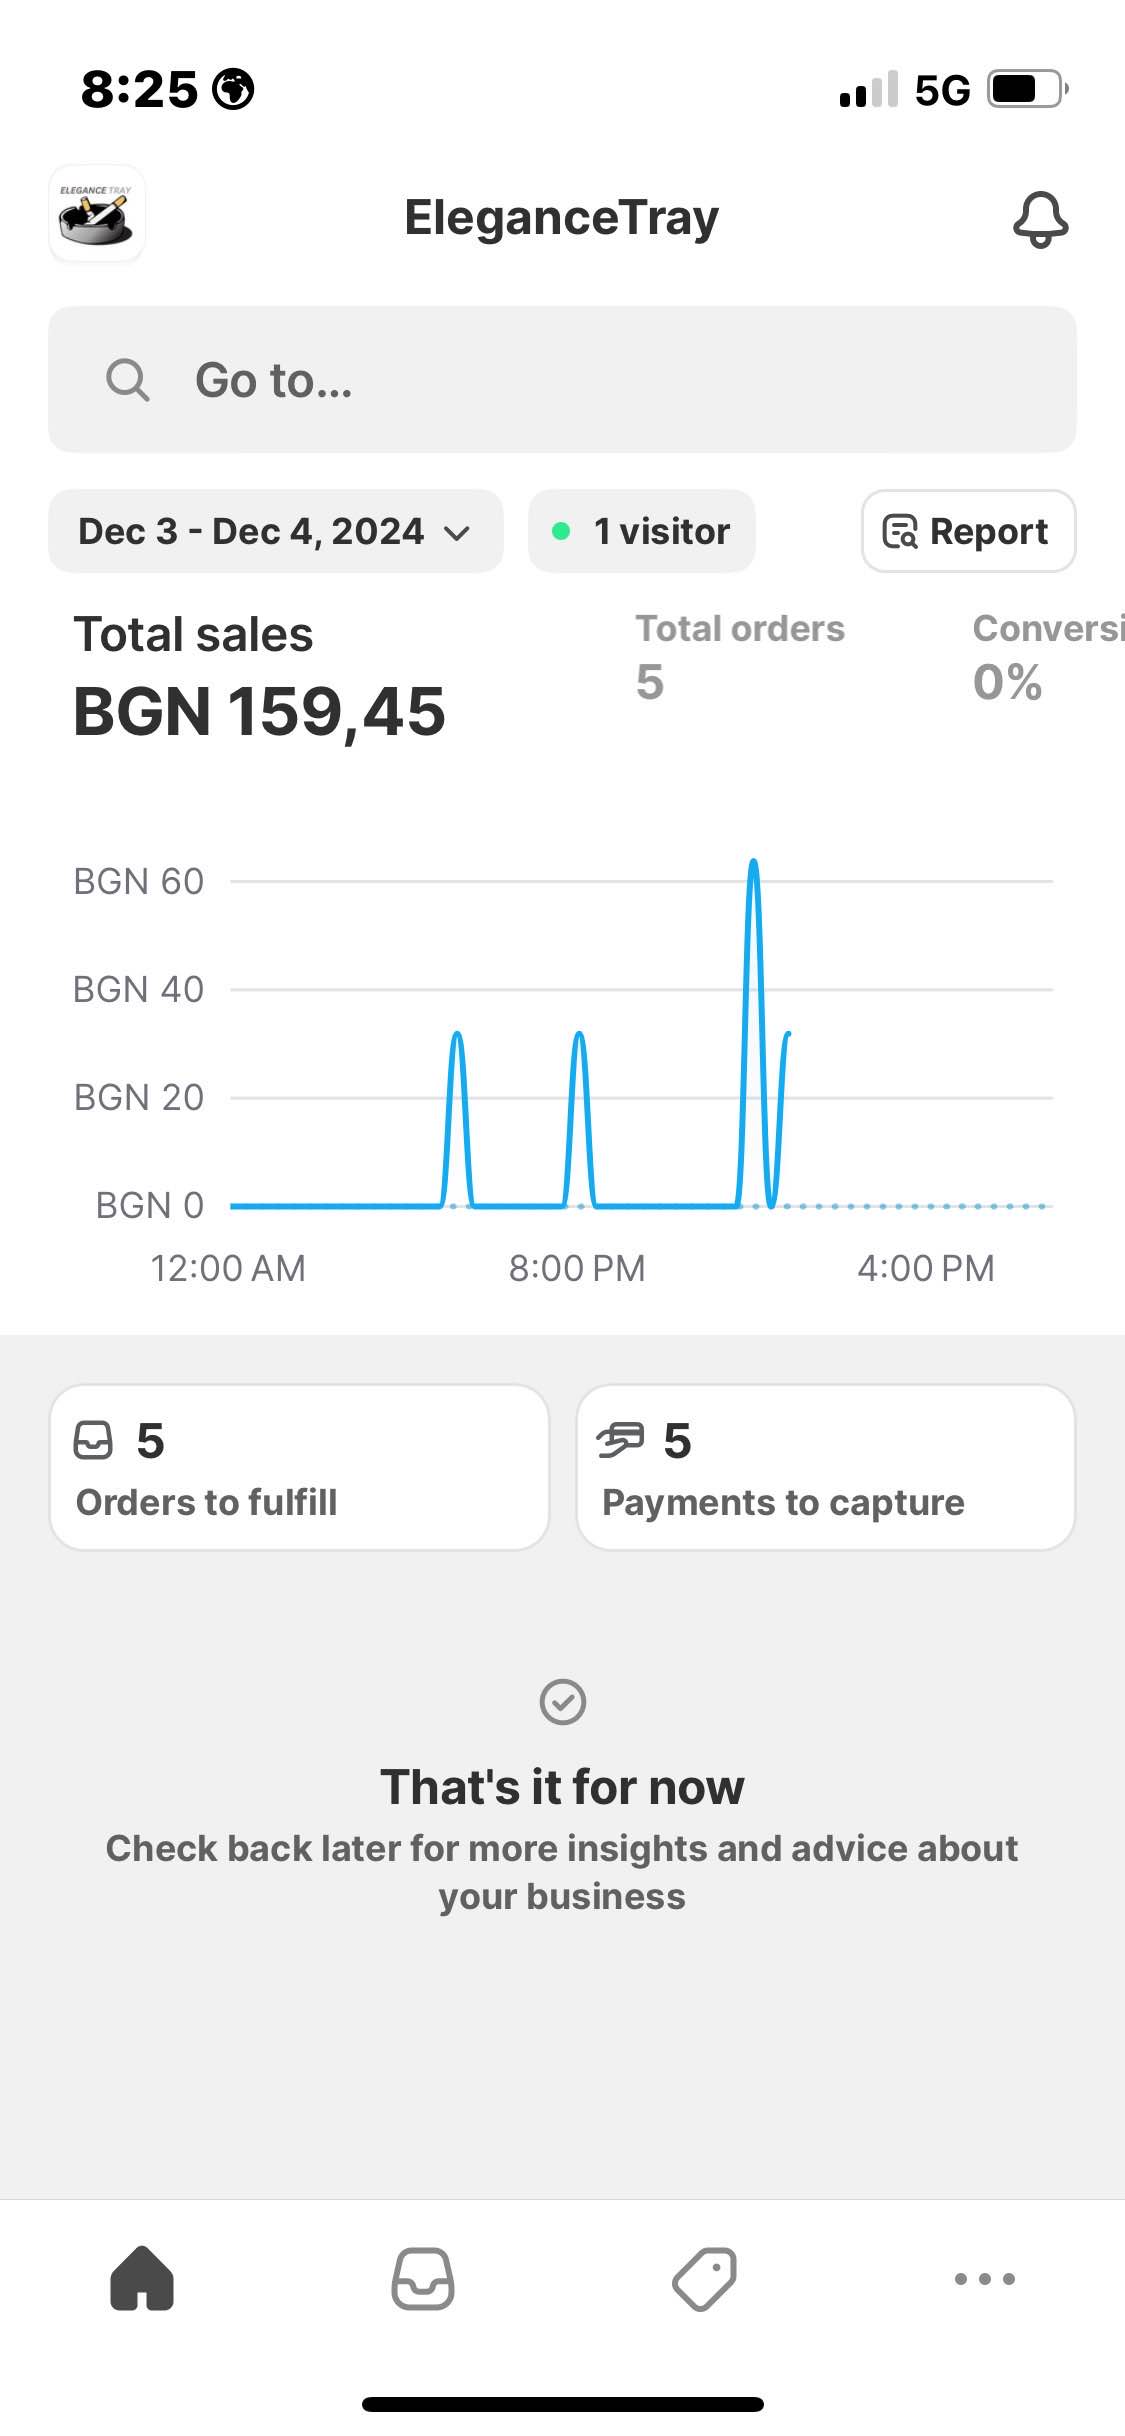 8:25
5G
ELEGANCE TRAY
EleganceTray
Go to...
Dec 3 - Dec 4, 2024
1 visitor
Report
Total sales
Total orders
Conversi
BGN 159,45
5
0%
BGN 60
BGN 40
BGN 20
BGN 0
12:00 AM
8:00 PM
4:00 PM
5
Orders to fulfill
5
Payments to capture
That's it for now
Check back later for more insights and advice about
your business